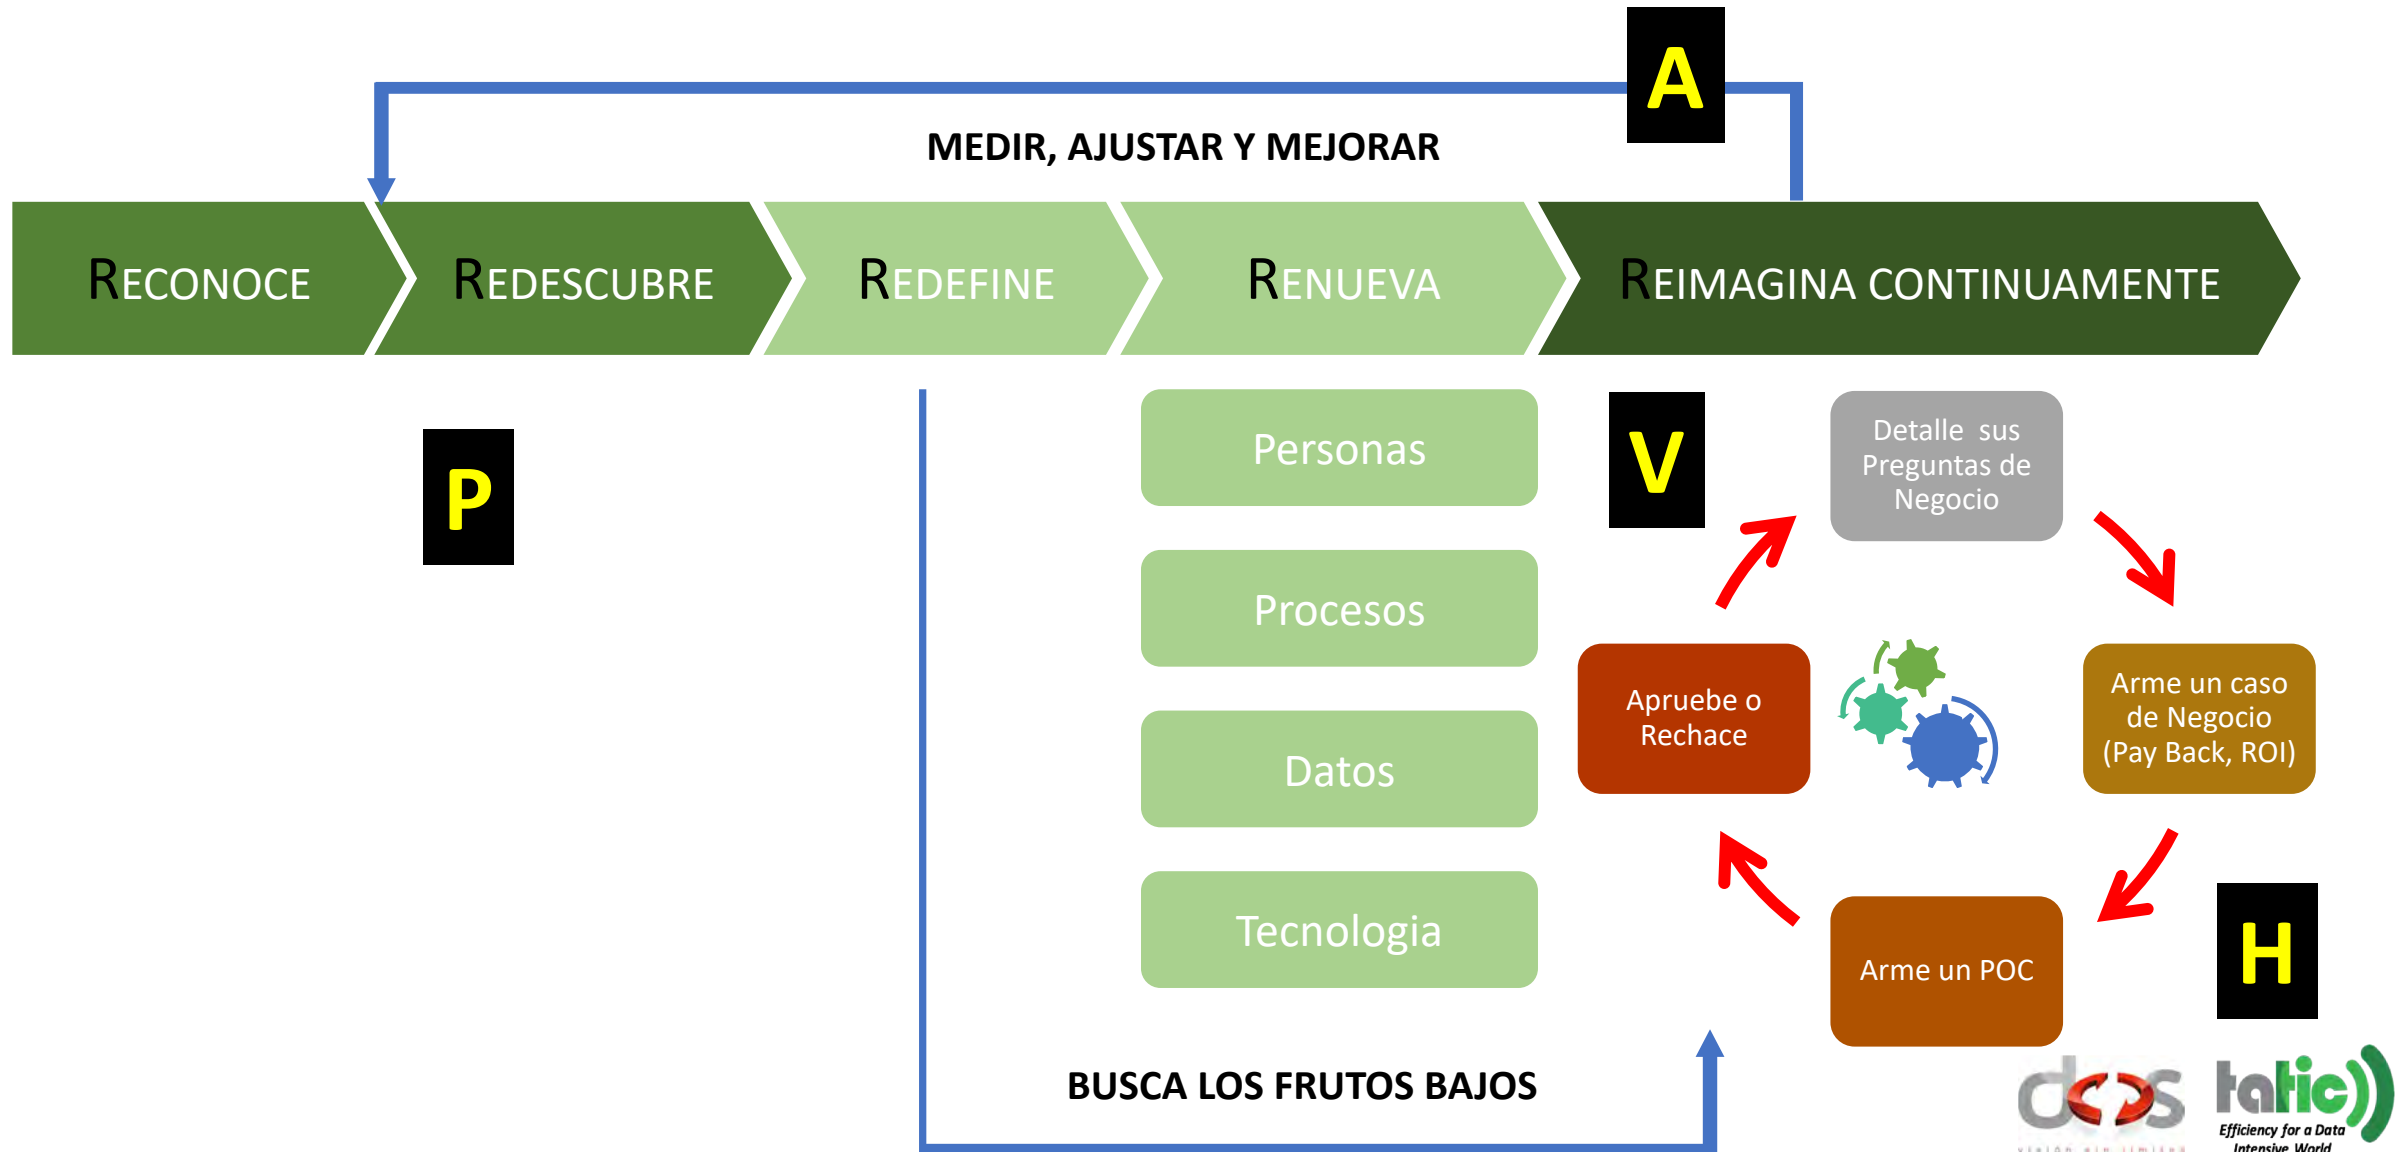 A
MEDIR, AJUSTAR Y MEJORAR
RECONOCE
REDESCUBRE
REDEFINE
RENUEVA
REIMAGINA CONTINUAMENTE
P
Personas
Procesos
Datos
Tecnologia
V
Detalle sus
Preguntas de
Negocio
Arme un caso
de Negocio
(Pay Back, ROI)
Apruebe o
Rechace
Arme un POC
H
BUSCA LOS FRUTOS BAJOS
tatic
Efficiency for a Data
Intensive World